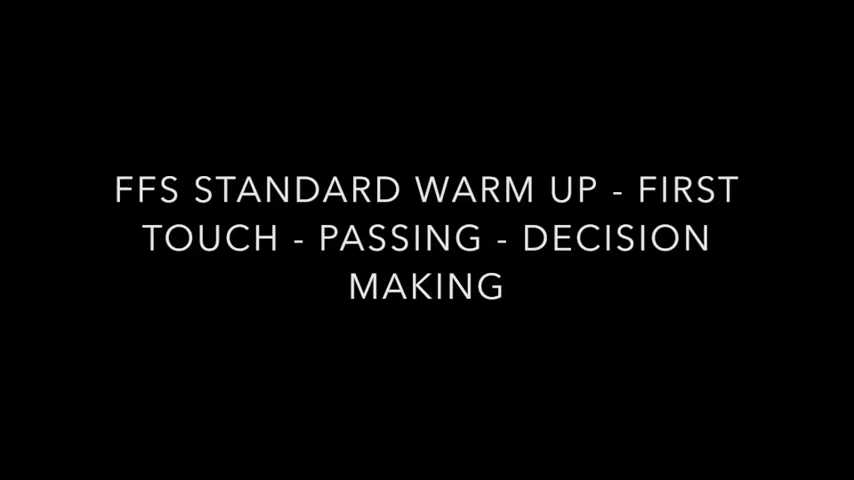 FFS STANDARD WARM UP - FIRST
TOUCH - PASSING - DECISION
MAKING